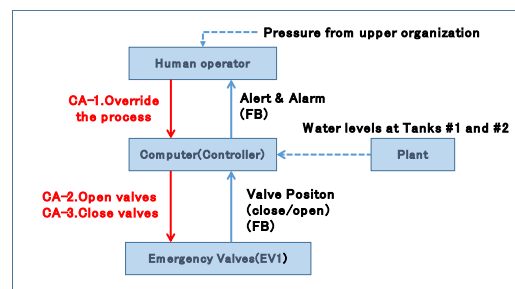 Pressure from upper organization
Human operator
CA-1.Override
the process
Alert & Alarm
(FB)
Water levels at Tanks #1 and #2
Computer(Controller)
Plant
CA-2.Open valves
CA-3.Close valves
Valve Positon
(close/open)
(FB)
Emergency Valves(EV1)